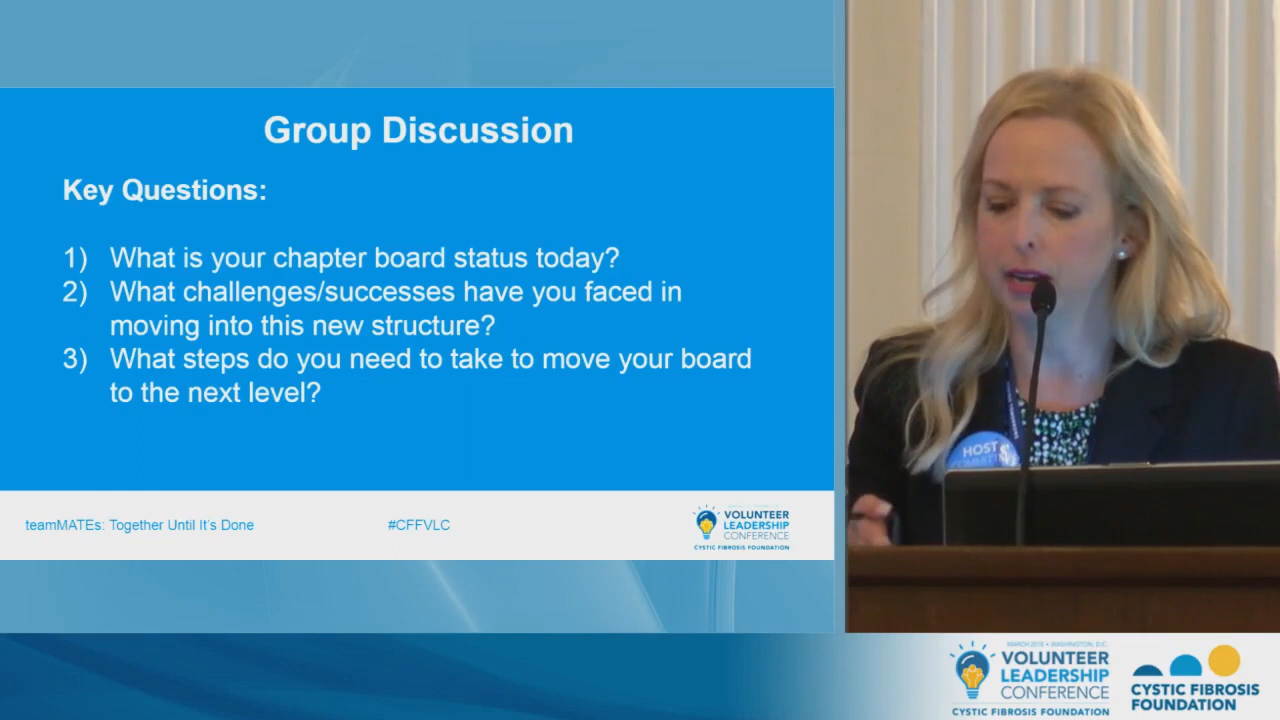 Group Discussion
Key Questions:
1) What is your chapter board status today?
2) What challenges/successes have you faced in
moving into this new structure?
3) What steps do you need to take to move your board
to the next level?
teamMATEs: Together Until It's Done
#CFFVLC
VOLUNTEER
LEADERSHIP
CONFERENCE
CYSTIC FIBROSIS FOUNDATION
HOST
COMMITTEE
VOLUNTEER
LEADERSHIP
CONFERENCE
CYSTIC FIBROSIS FOUNDATION
CYSTIC FIBROSIS
FOUNDATION